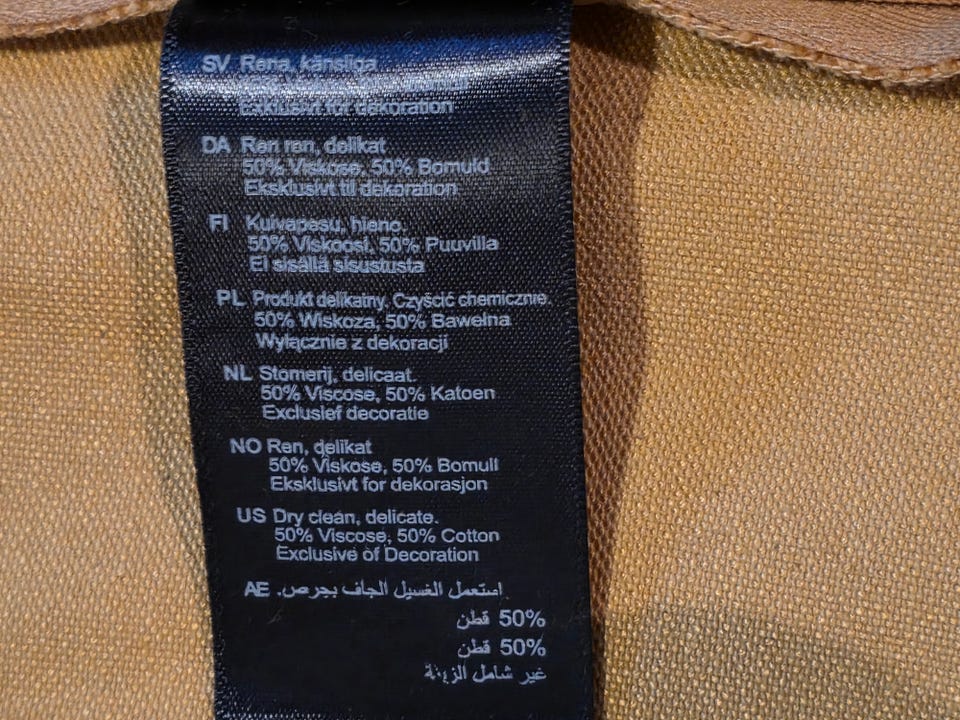 SV Rena, känsliga
Exklusivt for dekoration
DA Ren ren, delikat
50% Viskose, 50% Bomuld
Eksklusivt til dekoration
FI Kuivapesu, hieno.
50% Viskoosi, 50% Puuvilla
Ei sisällä sisustusta
PL Produkt delikatny. Czyścić chemicznie.
50% Wiskoza, 50% Bawełna
Wyłącznie z dekoracji
NL Stomerij, delicaat.
50% Viscose, 50% Katoen
Exclusief decoratie
NO Ren, delikat
50% Viskose, 50% Bomull
Eksklusivt for dekorasjon
US Dry clean, delicate.
50% Viscose, 50% Cotton
Exclusive of Decoration
AE استعمل الغسيل الجاف بحرص.
50% قطن
50% قطن
غير شامل الزينة